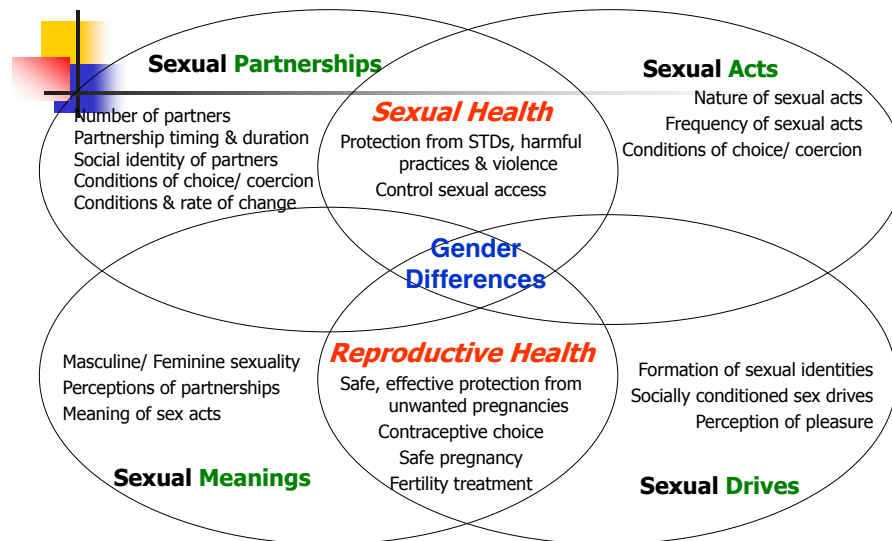 Sexual Partnerships
Number of partners
Partnership timing & duration
Social identity of partners
Conditions of choice/ coercion
Conditions & rate of change
Sexual Health
Protection from STDs, harmful
practices & violence
Control sexual access
Sexual Acts
Nature of sexual acts
Frequency of sexual acts
Conditions of choice/ coercion
Gender
Differences
Masculine/ Feminine sexuality
Perceptions of partnerships
Meaning of sex acts
Sexual Meanings
Reproductive Health
Safe, effective protection from
unwanted pregnancies
Contraceptive choice
Safe pregnancy
Fertility treatment
Formation of sexual identities
Socially conditioned sex drives
Perception of pleasure
Sexual Drives